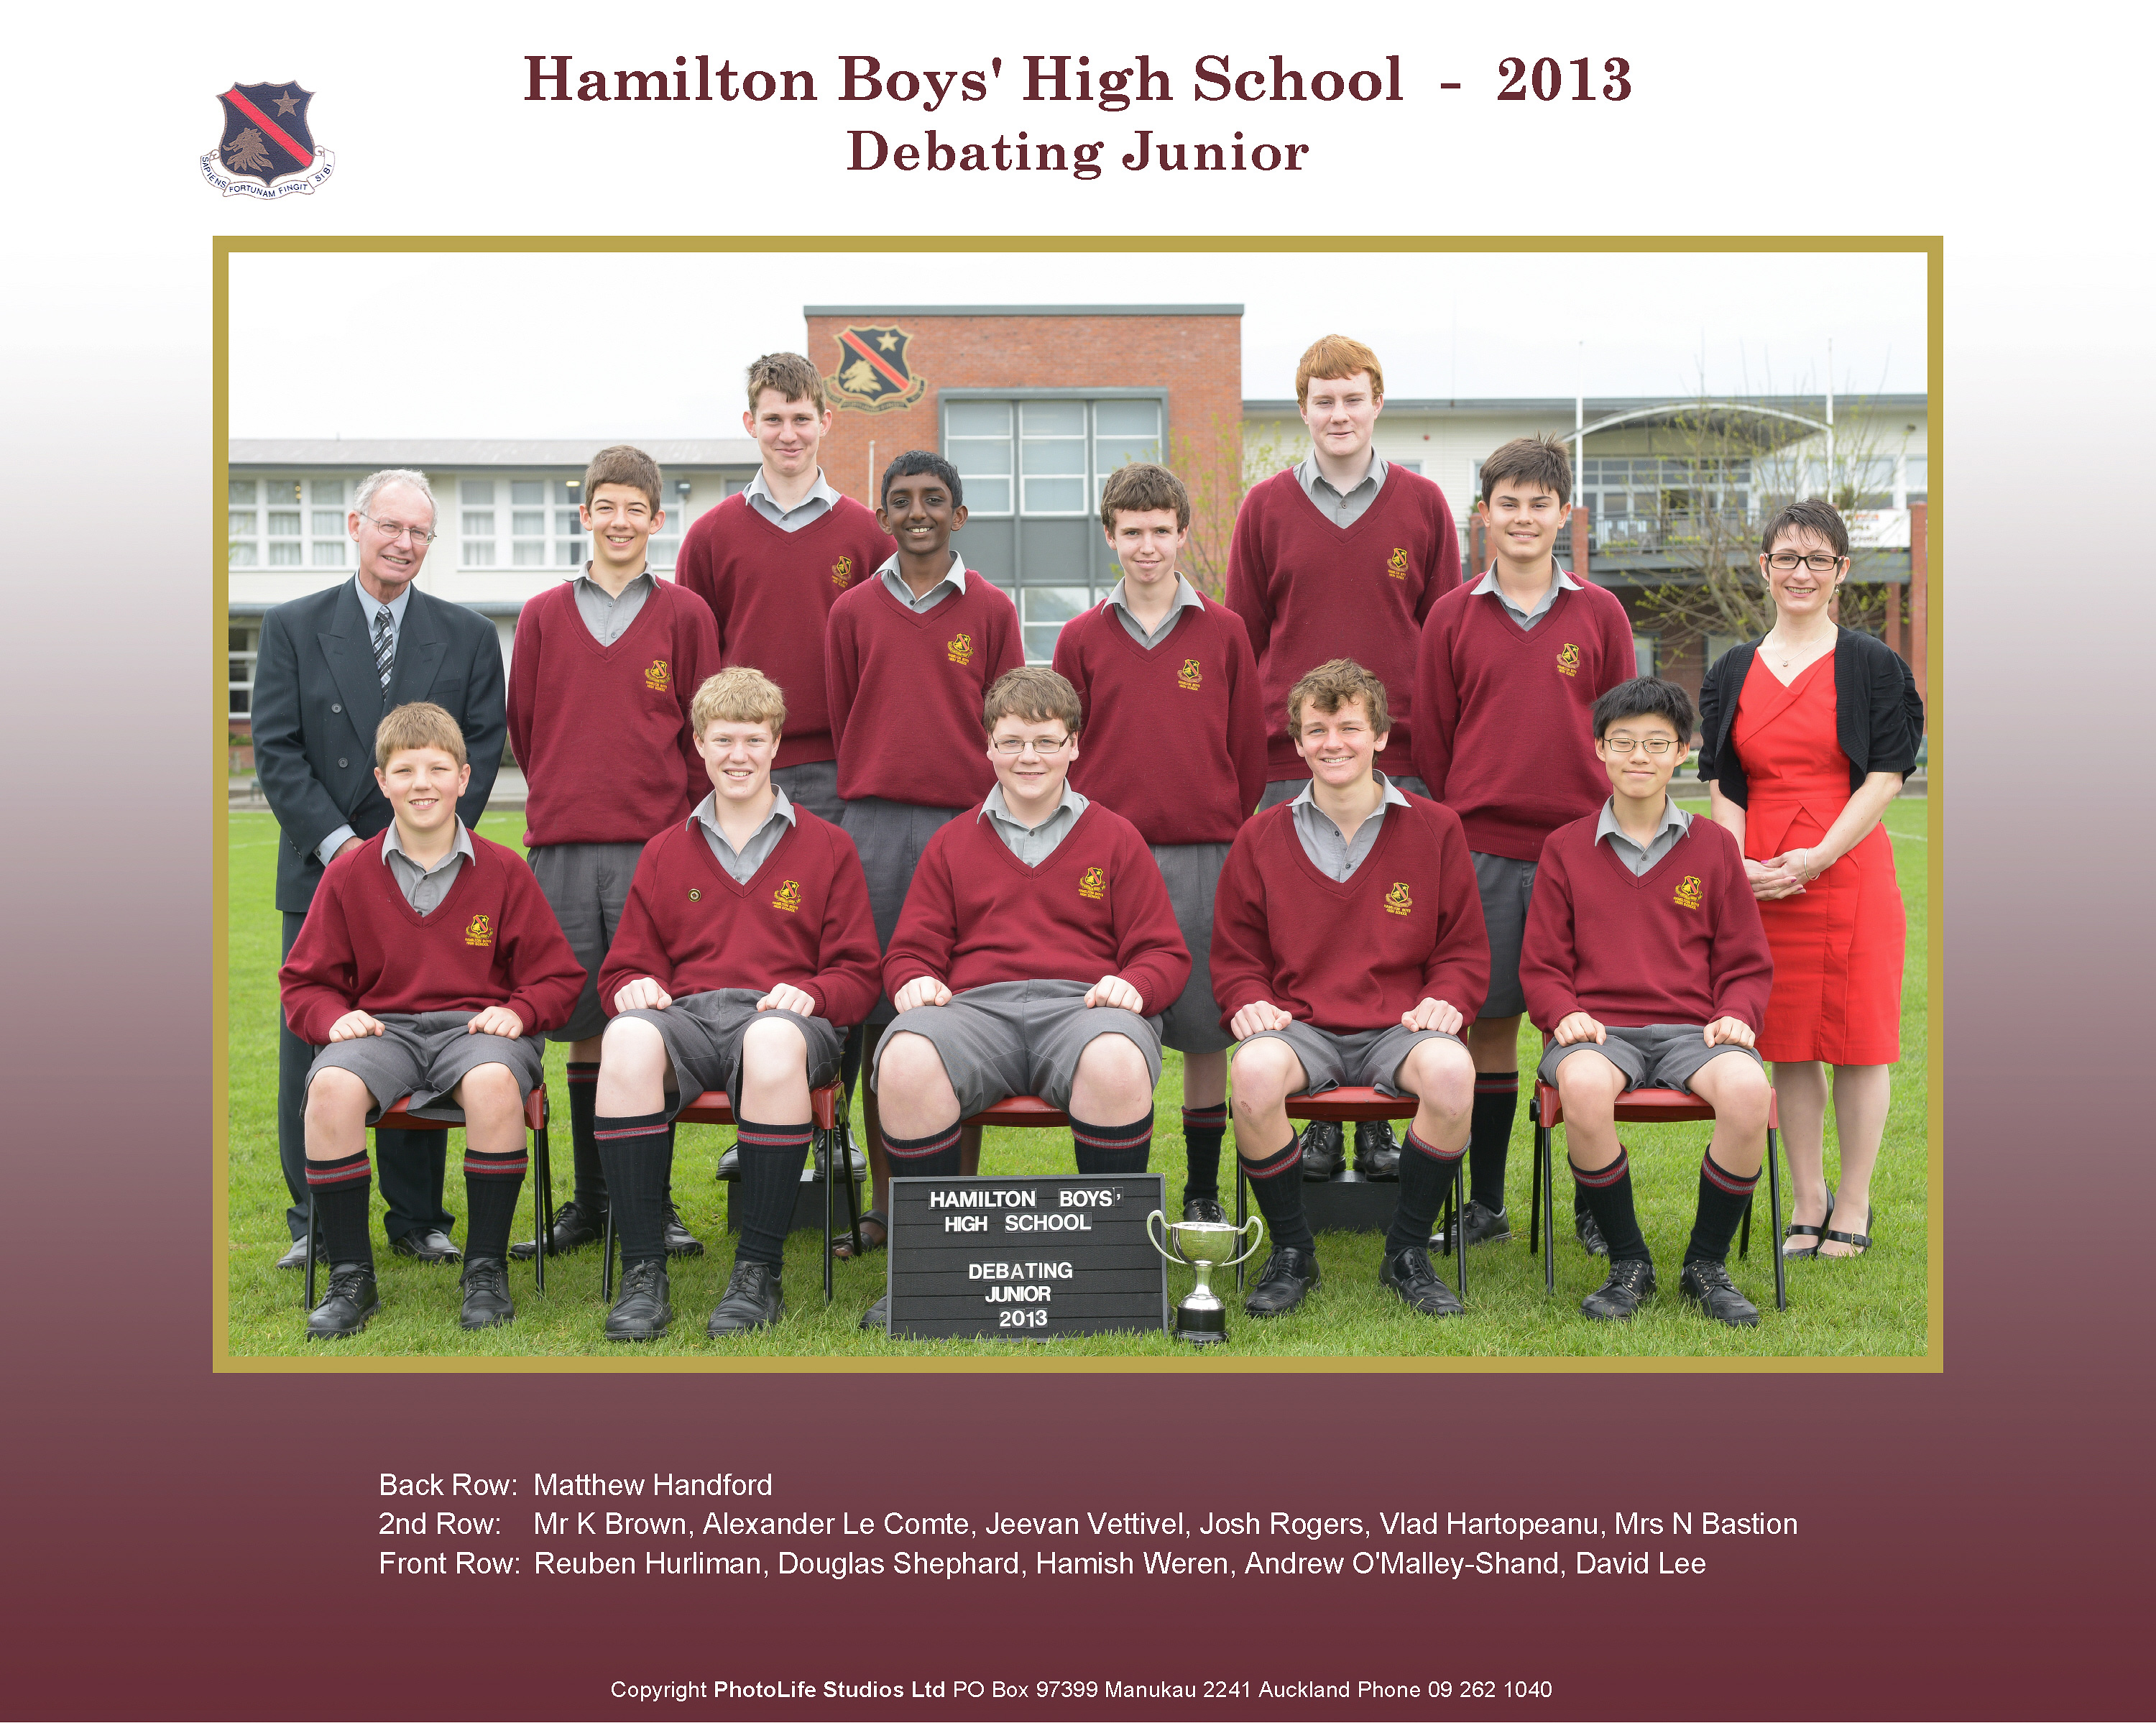 Hamilton Boys' High School - 2013
Debating Junior
SAPIENS FORTUNAM FINGIT SIBI
HAMILTON BOYS'
HIGH SCHOOL
DEBATING
JUNIOR
2013
Back Row: Matthew Handford
2nd Row: Mr K Brown, Alexander Le Comte, Jeevan Vettivel, Josh Rogers, Vlad Hartopeanu, Mrs N Bastion
Front Row: Reuben Hurliman, Douglas Shephard, Hamish Weren, Andrew O'Malley-Shand, David Lee
Copyright PhotoLife Studios Ltd PO Box 97399 Manukau 2241 Auckland Phone 09 262 1040